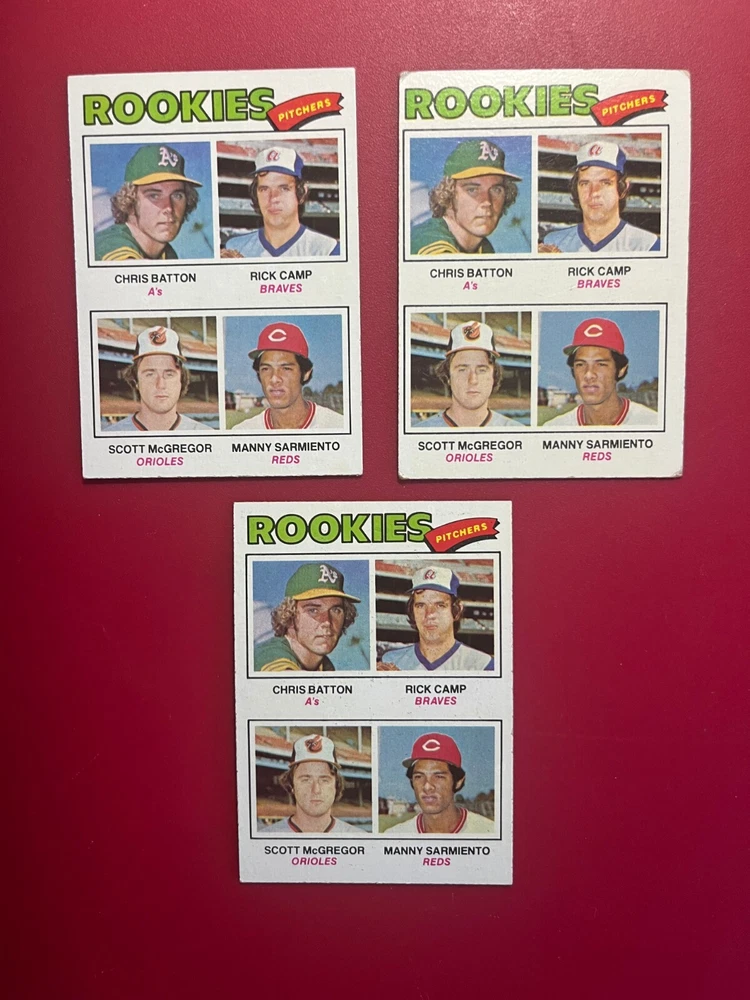 ROOKIES PITCHERS
CHRIS BATTON RICK CAMP
A's BRAVES
SCOTT McGREGOR MANNY SARMIENTO
ORIOLES REDS
ROOKIES PITCHERS
CHRIS BATTON RICK CAMP
A's BRAVES
SCOTT McGREGOR MANNY SARMIENTO
ORIOLES REDS
ROOKIES PITCHERS
CHRIS BATTON RICK CAMP
A's BRAVES
SCOTT McGREGOR MANNY SARMIENTO
ORIOLES REDS